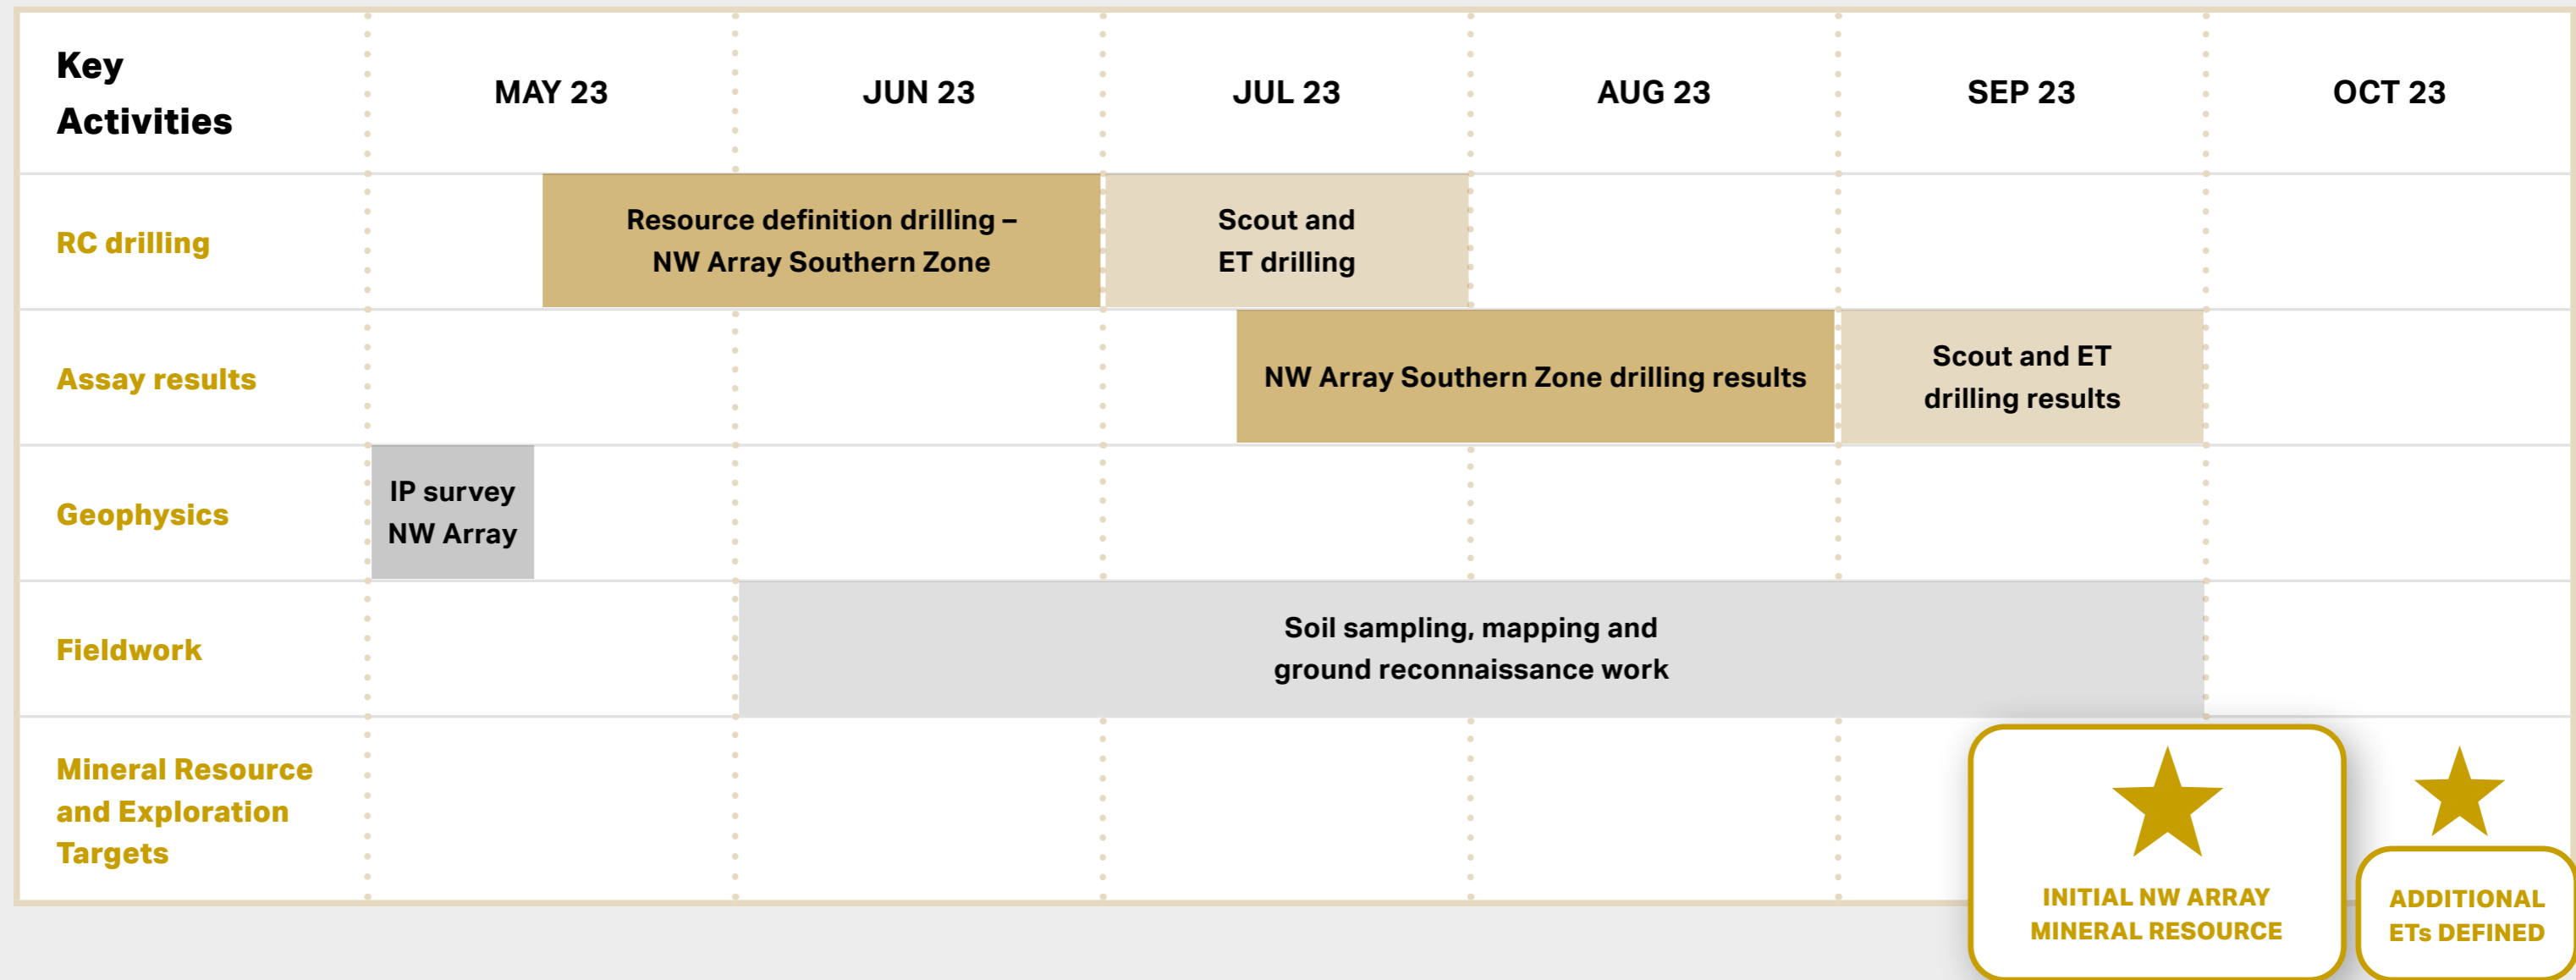 Key
Activities
MAY 23
JUN 23
JUL 23
AUG 23
SEP 23
OCT 23
RC drilling
Resource definition drilling –
NW Array Southern Zone
Scout and
ET drilling
Assay results
NW Array Southern Zone drilling results
Scout and ET
drilling results
Geophysics
IP survey
NW Array
Fieldwork
Soil sampling, mapping and
ground reconnaissance work
Mineral Resource
and Exploration
Targets
INITIAL NW ARRAY
MINERAL RESOURCE
ADDITIONAL
ETs DEFINED